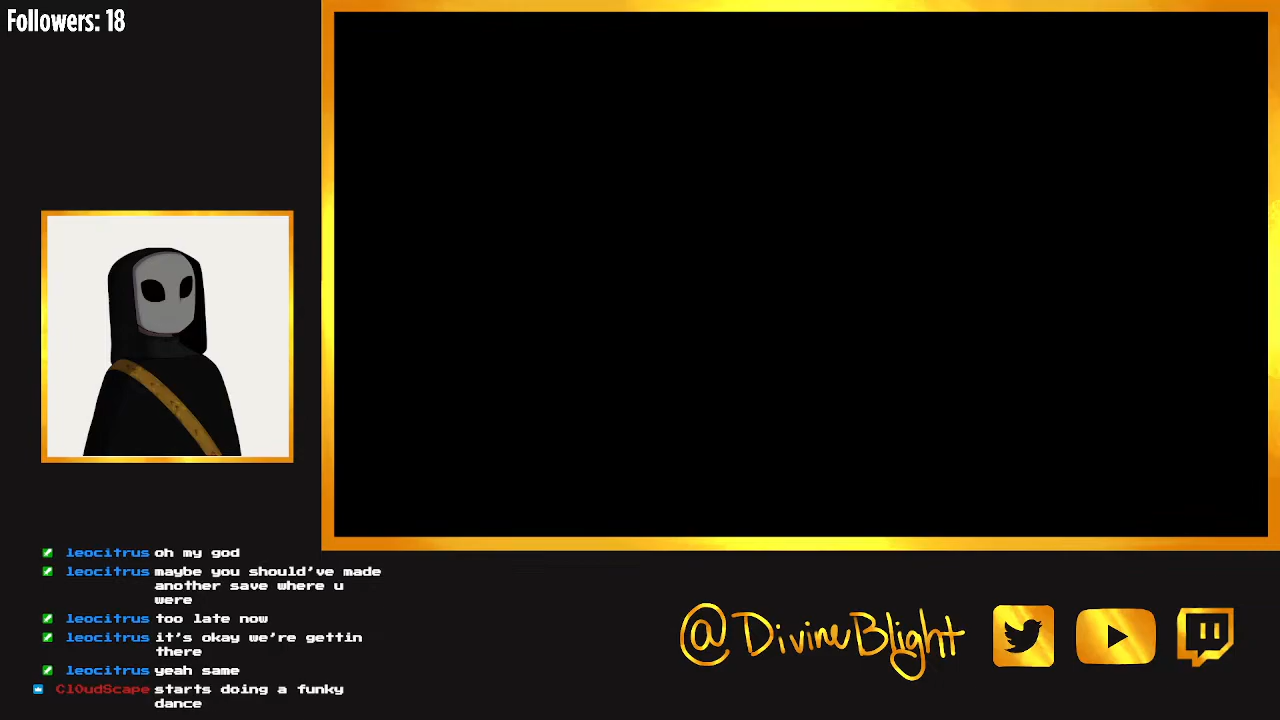 Followers: 18
leocitrus oh my god
leocitrus maybe you should've made
another save where u
were
leocitrus too late now
leocitrus it's okay we're gettin
there
leocitrus yeah same
Cl0udScape starts doing a funky
dance
@DivineBlight